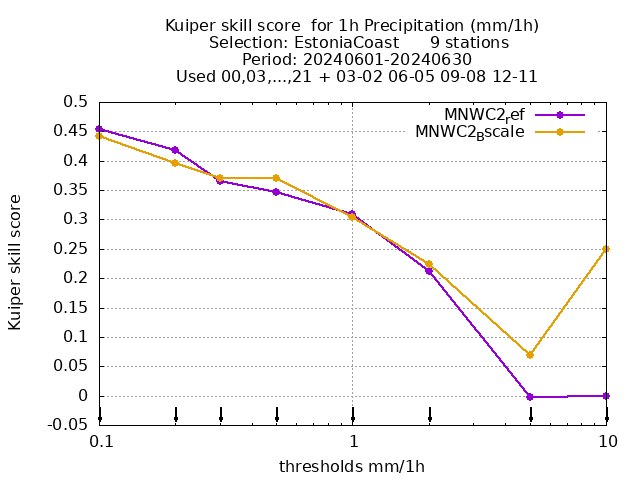 Kuiper skill score  for 1h Precipitation (mm/1h)
Selection: EstoniaCoast      9 stations
Period: 20240601-20240630
Used 00,03,...,21 + 03-02 06-05 09-08 12-11
MNWC2ref
MNWC2Bscale
0.5
0.45
0.4
0.35
0.3
0.25
0.2
0.15
0.1
0.05
0
-0.05
Kuiper skill score
0.1 1 10
thresholds mm/1h